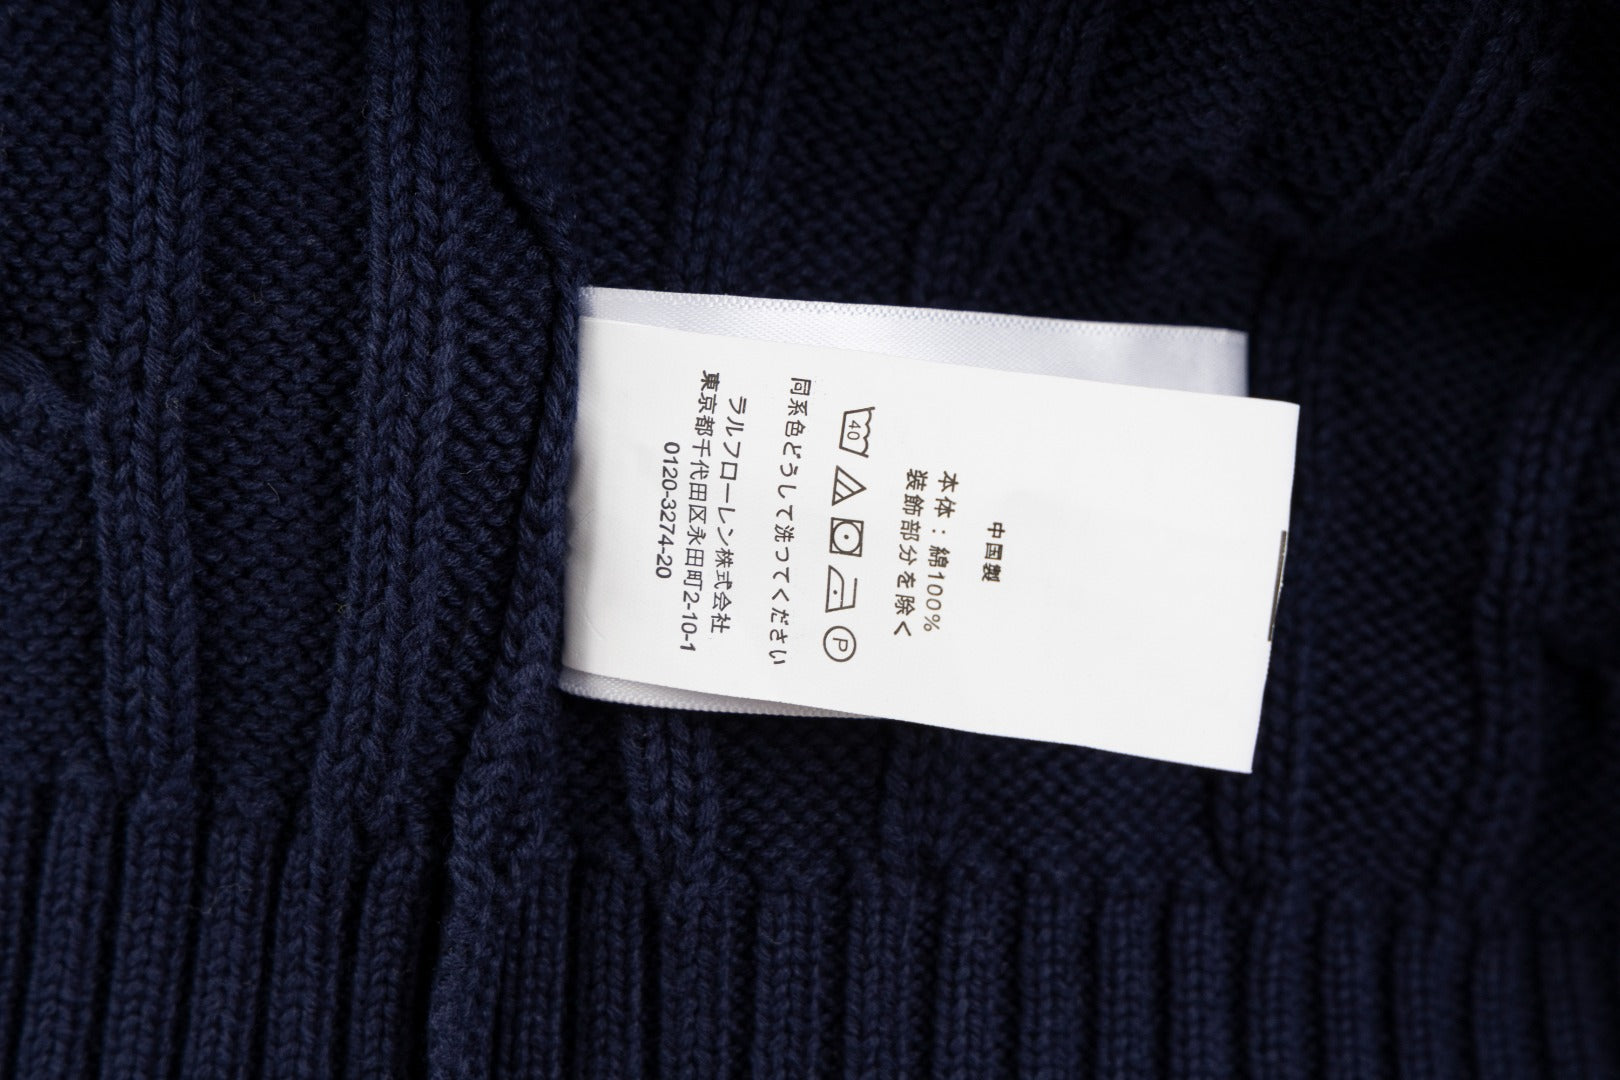 中国製
本体：綿100%
装飾部分を除く
40
P
同系色どうして洗ってください
ラルフローレン株式会社
東京都千代田区永田町2-10-1
0120-3274-20